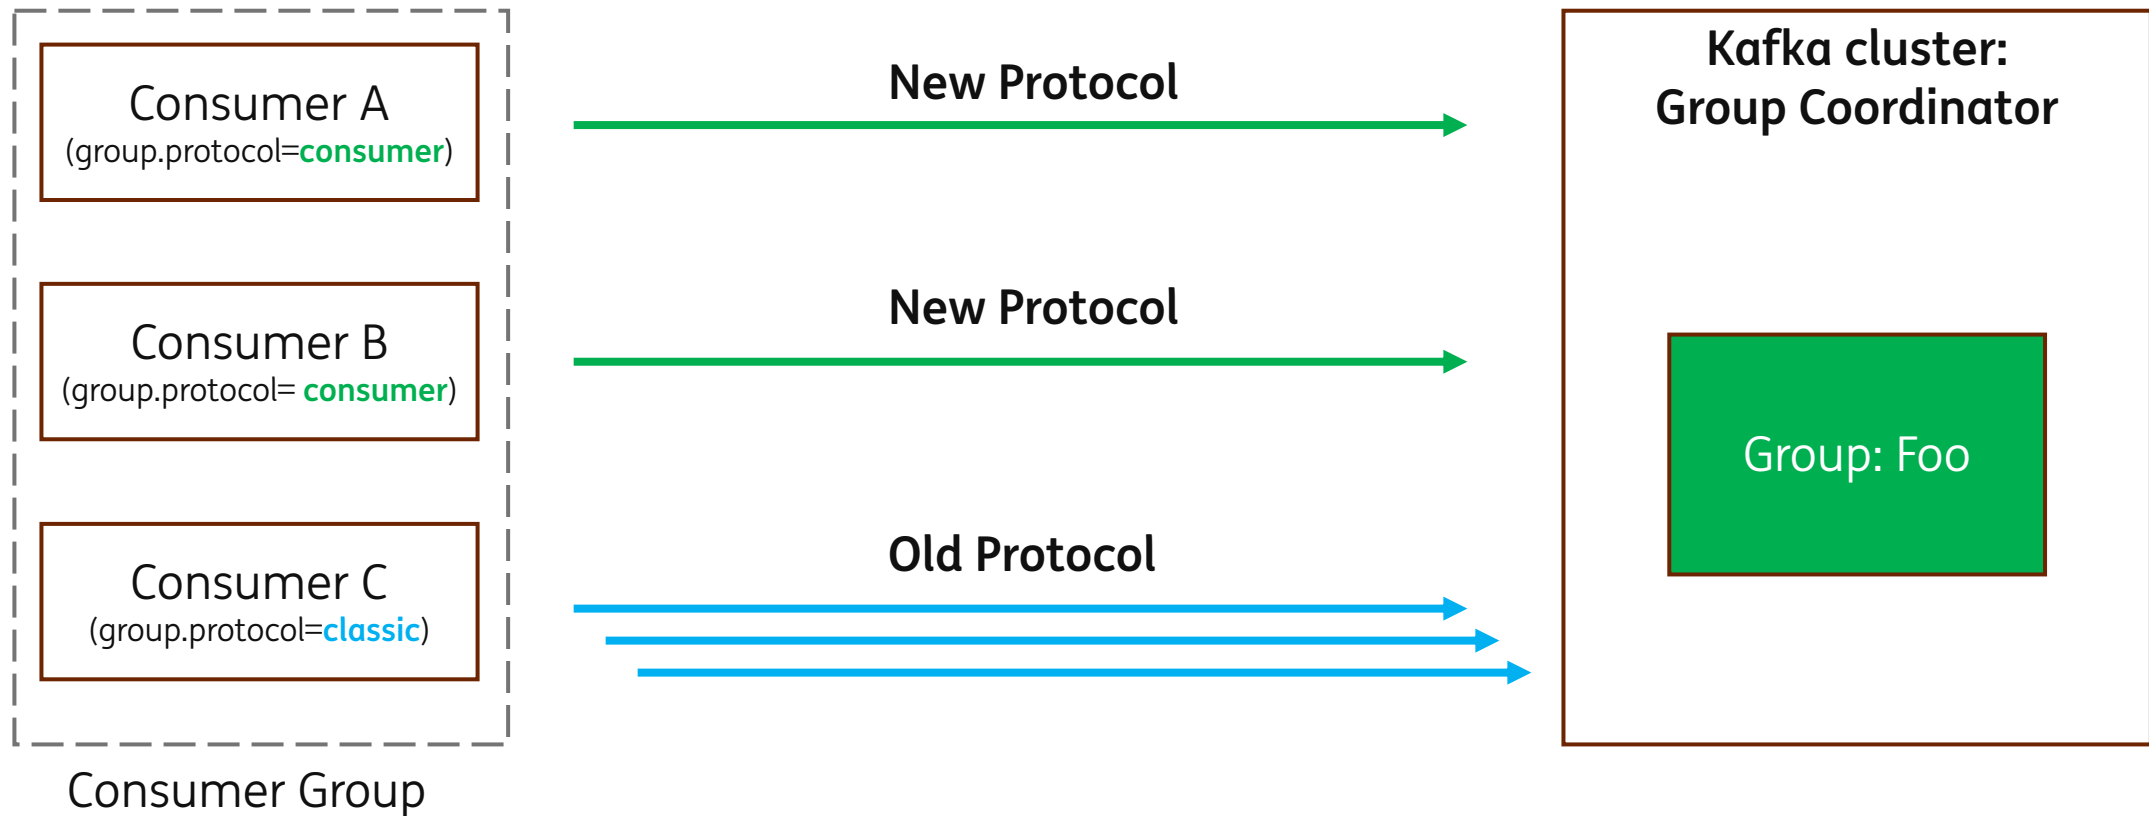 Consumer A
(group.protocol=consumer)
New Protocol
Kafka cluster:
Group Coordinator
Consumer B
(group.protocol= consumer)
New Protocol
Group: Foo
Consumer C
(group.protocol=classic)
Old Protocol
Consumer Group